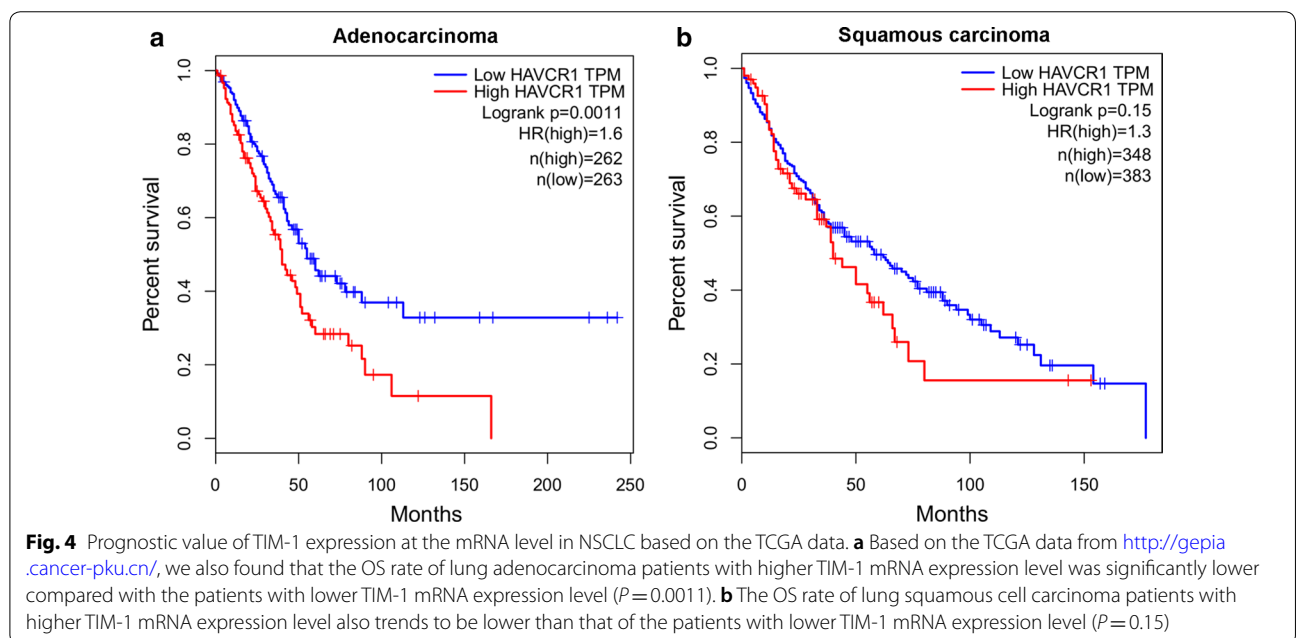 a
Adenocarcinoma
Percent survival
1.0
0.8
0.6
0.4
0.2
0.0
Low HAVCR1 TPM
High HAVCR1 TPM
Logrank p=0.0011
HR(high)=1.6
n(high)=262
n(low)=263
0 50 100 150 200 250
Months
b
Squamous carcinoma
Percent survival
1.0
0.8
0.6
0.4
0.2
0.0
Low HAVCR1 TPM
High HAVCR1 TPM
Logrank p=0.15
HR(high)=1.3
n(high)=348
n(low)=383
0 50 100 150
Months
Fig. 4 Prognostic value of TIM-1 expression at the mRNA level in NSCLC based on the TCGA data. a Based on the TCGA data from http://gepia
.cancer-pku.cn/, we also found that the OS rate of lung adenocarcinoma patients with higher TIM-1 mRNA expression level was significantly lower
compared with the patients with lower TIM-1 mRNA expression level (P=0.0011). b The OS rate of lung squamous cell carcinoma patients with
higher TIM-1 mRNA expression level also trends to be lower than that of the patients with lower TIM-1 mRNA expression level (P=0.15)